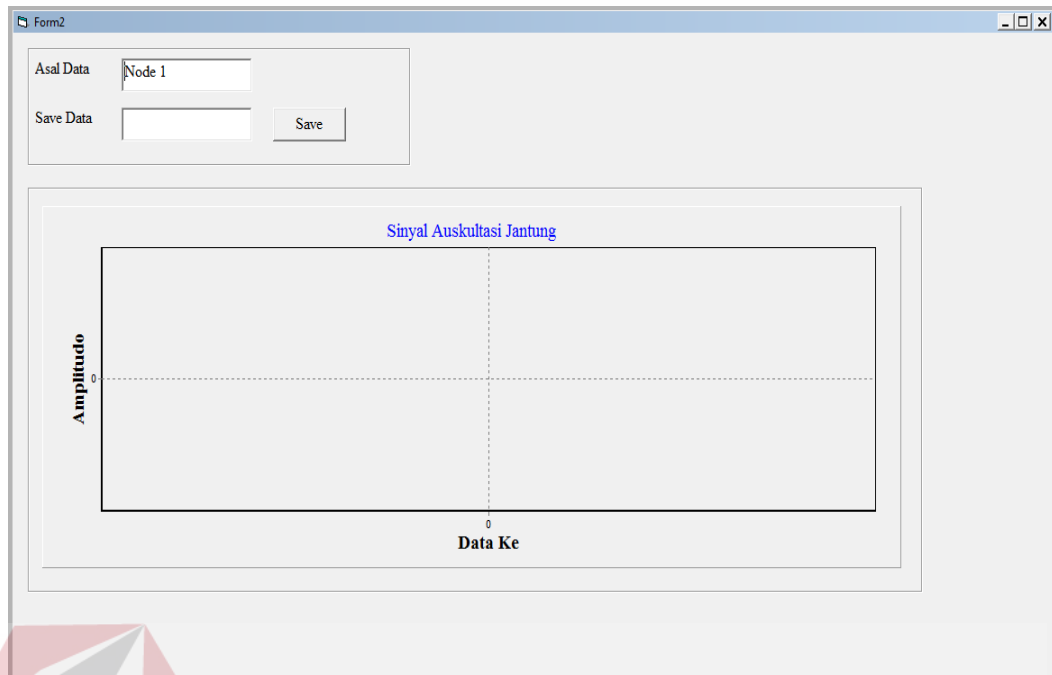 Form2
Asal Data
Node 1
Save Data
Save
Sinyal Auskultasi Jantung
Amplitudo
0
0
Data Ke